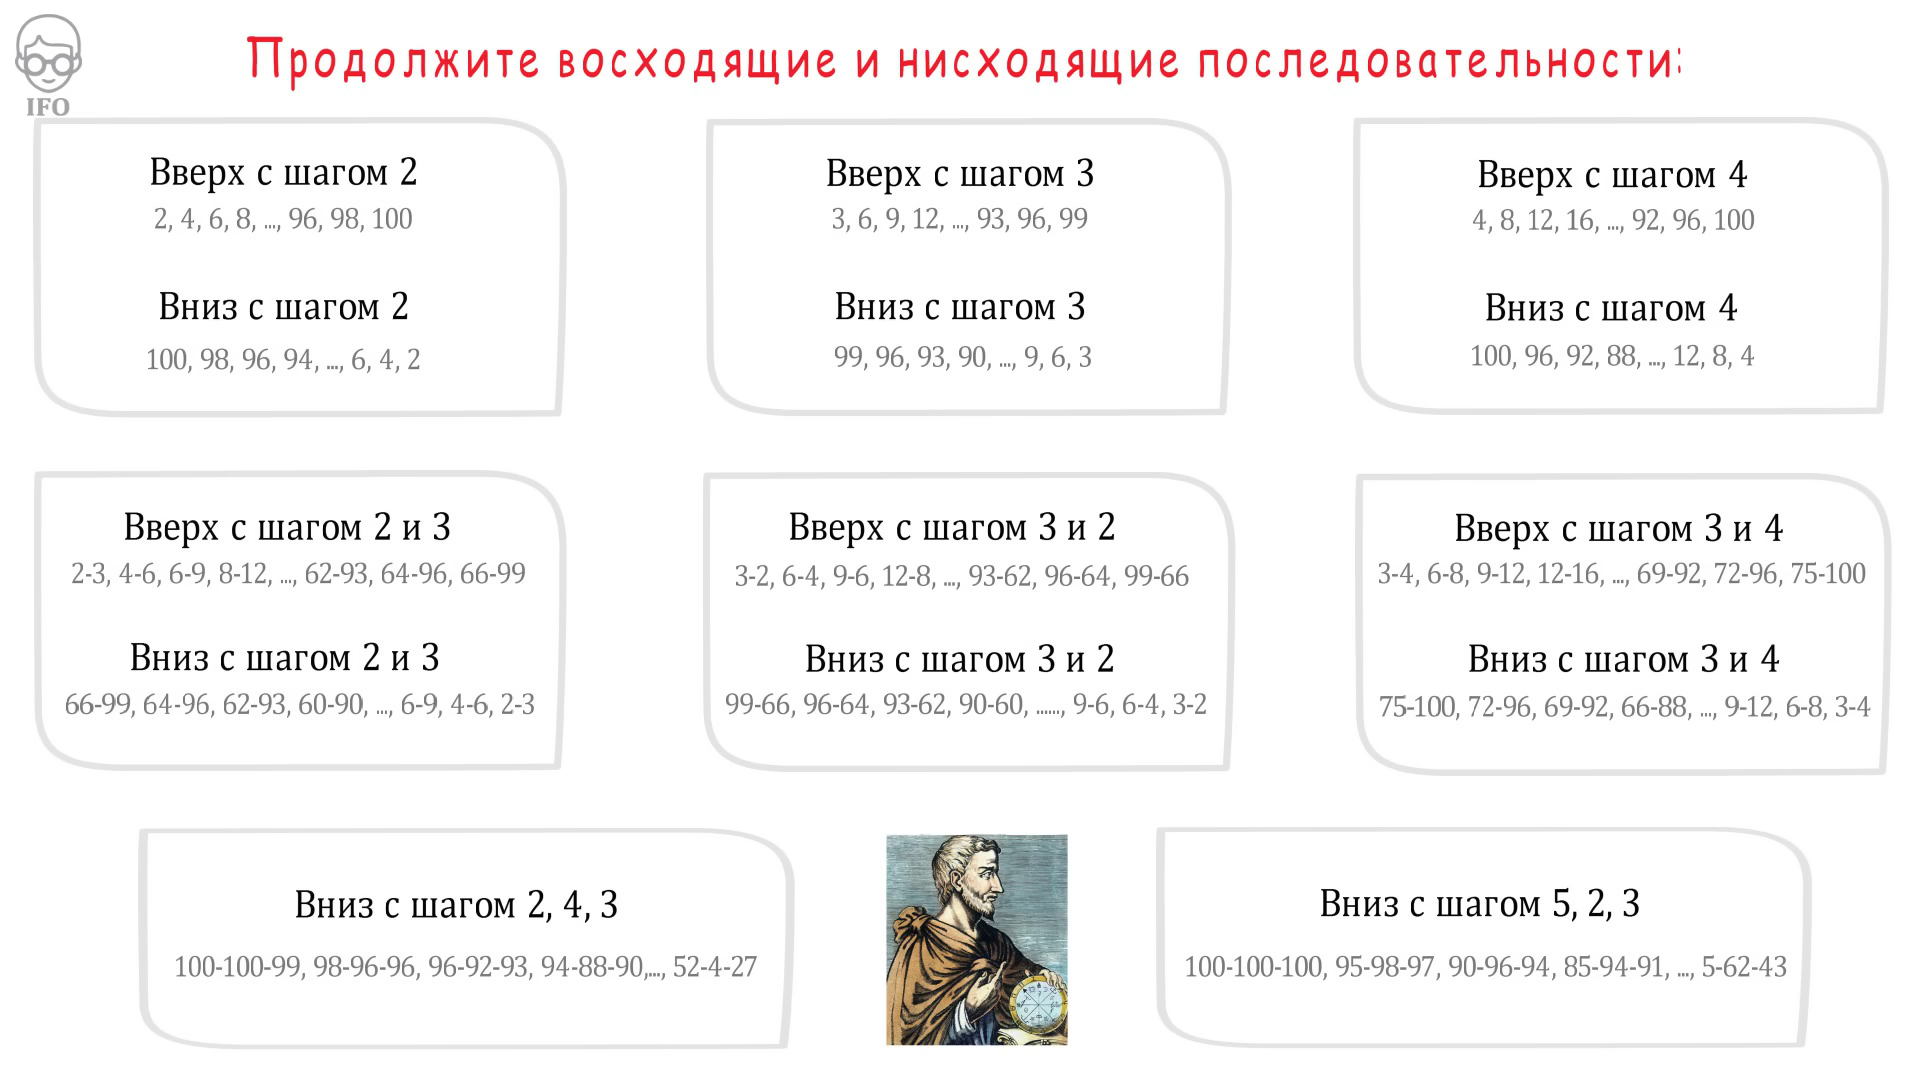 IFO
Продолжите восходящие и нисходящие последовательности:
Вверх с шагом 2
2, 4, 6, 8, ..., 96, 98, 100
Вниз с шагом 2
100, 98, 96, 94, ..., 6, 4, 2
Вверх с шагом 3
3, 6, 9, 12, ..., 93, 96, 99
Вниз с шагом 3
99, 96, 93, 90, ..., 9, 6, 3
Вверх с шагом 4
4, 8, 12, 16, ..., 92, 96, 100
Вниз с шагом 4
100, 96, 92, 88, ..., 12, 8, 4
Вверх с шагом 2 и 3
2-3, 4-6, 6-9, 8-12, ..., 62-93, 64-96, 66-99
Вниз с шагом 2 и 3
66-99, 64-96, 62-93, 60-90, ..., 6-9, 4-6, 2-3
Вверх с шагом 3 и 2
3-2, 6-4, 9-6, 12-8, ..., 93-62, 96-64, 99-66
Вниз с шагом 3 и 2
99-66, 96-64, 93-62, 90-60, ......, 9-6, 6-4, 3-2
Вверх с шагом 3 и 4
3-4, 6-8, 9-12, 12-16, ..., 69-92, 72-96, 75-100
Вниз с шагом 3 и 4
75-100, 72-96, 69-92, 66-88, ..., 9-12, 6-8, 3-4
Вниз с шагом 2, 4, 3
100-100-99, 98-96-96, 96-92-93, 94-88-90,..., 52-4-27
Вниз с шагом 5, 2, 3
100-100-100, 95-98-97, 90-96-94, 85-94-91, ..., 5-62-43